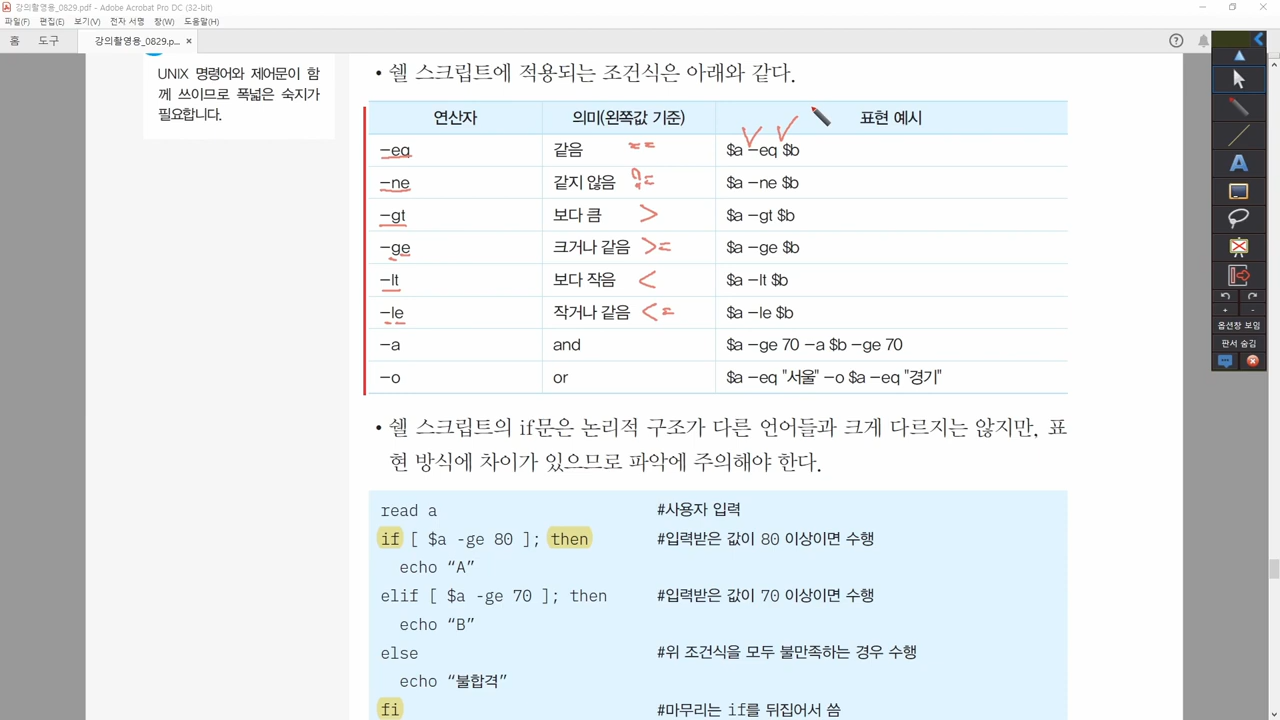 강의촬영용_0829.pdf - Adobe Acrobat Pro DC (32-bit)
파일(F) 편집(E) 보기(V) 전자 서명 창(W) 도움말(H)
홈 도구 강의촬영용_0829.p... ×
UNIX 명령어와 제어문이 함
께 쓰이므로 폭넓은 숙지가
필요합니다.
• 쉘 스크립트에 적용되는 조건식은 아래와 같다.
연산자 의미(왼쪽값 기준) 표현 예시
-eq 같음 == $a -eq $b
-ne 같지 않음 != $a -ne $b
-gt 보다 큼 > $a -gt $b
-ge 크거나 같음 >= $a -ge $b
-lt 보다 작음 < $a -lt $b
-le 작거나 같음 <= $a -le $b
-a and $a -ge 70 -a $b -ge 70
-o or $a -eq "서울" -o $a -eq "경기"
• 쉘 스크립트의 if문은 논리적 구조가 다른 언어들과 크게 다르지는 않지만, 표
현 방식에 차이가 있으므로 파악에 주의해야 한다.
read a #사용자 입력
if [ $a -ge 80 ]; then #입력받은 값이 80 이상이면 수행
echo “A”
elif [ $a -ge 70 ]; then #입력받은 값이 70 이상이면 수행
echo “B”
else #위 조건식을 모두 불만족하는 경우 수행
echo “불합격”
fi #마무리는 if를 뒤집어서 씀
옵션창 보임
판서 숨김